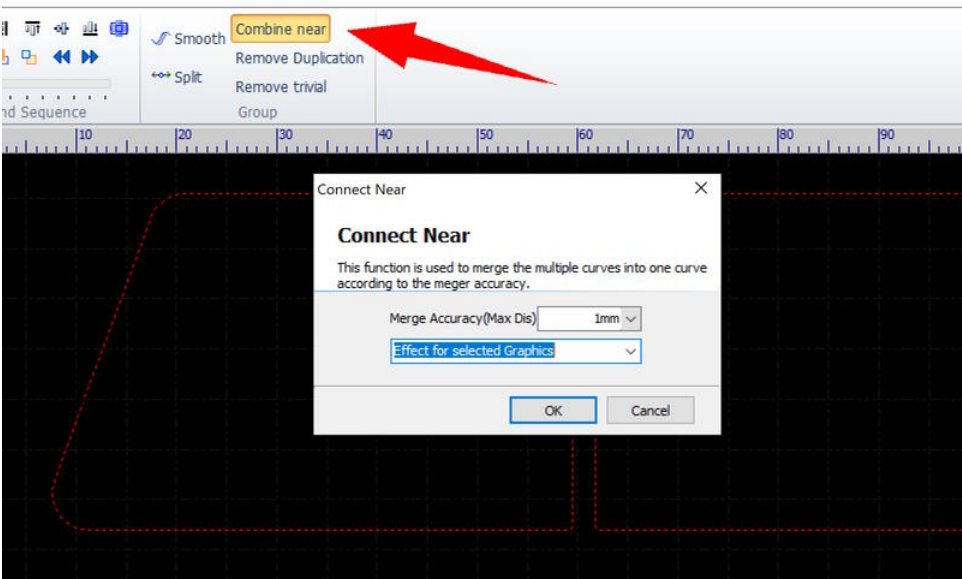 Smooth
Combine near
Remove Duplication
Split
Remove trivial
nd Sequence
Group
10 20 30 40 50 60 70 80 90
Connect Near
Connect Near
This function is used to merge the multiple curves into one curve
according to the meger accuracy.
Merge Accuracy(Max Dis) 1mm
Effect for selected Graphics
OK Cancel